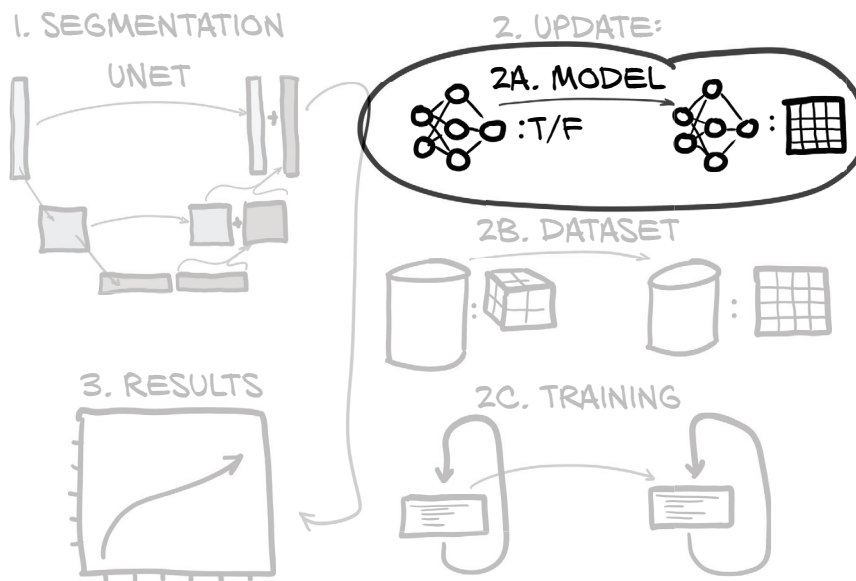 1. SEGMENTATION
UNET
+
+
2. UPDATE:
2A. MODEL
:T/F
:
2B. DATASET
:
:
3. RESULTS
2C. TRAINING